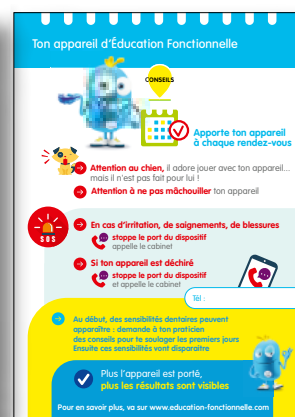 Ton appareil d'Éducation Fonctionnelle
CONSEILS
Apporte ton appareil
à chaque rendez-vous
Attention au chien, il adore jouer avec ton appareil...
mais il n'est pas fait pour lui !
Attention à ne pas mâchouiller ton appareil
SOS
En cas d'irritation, de saignements, de blessures
stoppe le port du dispositif
appelle le cabinet
Si ton appareil est déchiré
stoppe le port du dispositif
et appelle le cabinet
Tél :
Au début, des sensibilités dentaires peuvent
apparaître : demande à ton praticien
des conseils pour te soulager les premiers jours
Ensuite ces sensibilités vont disparaître
Plus l'appareil est porté,
plus les résultats sont visibles
Pour en savoir plus, va sur www.education-fonctionnelle.com